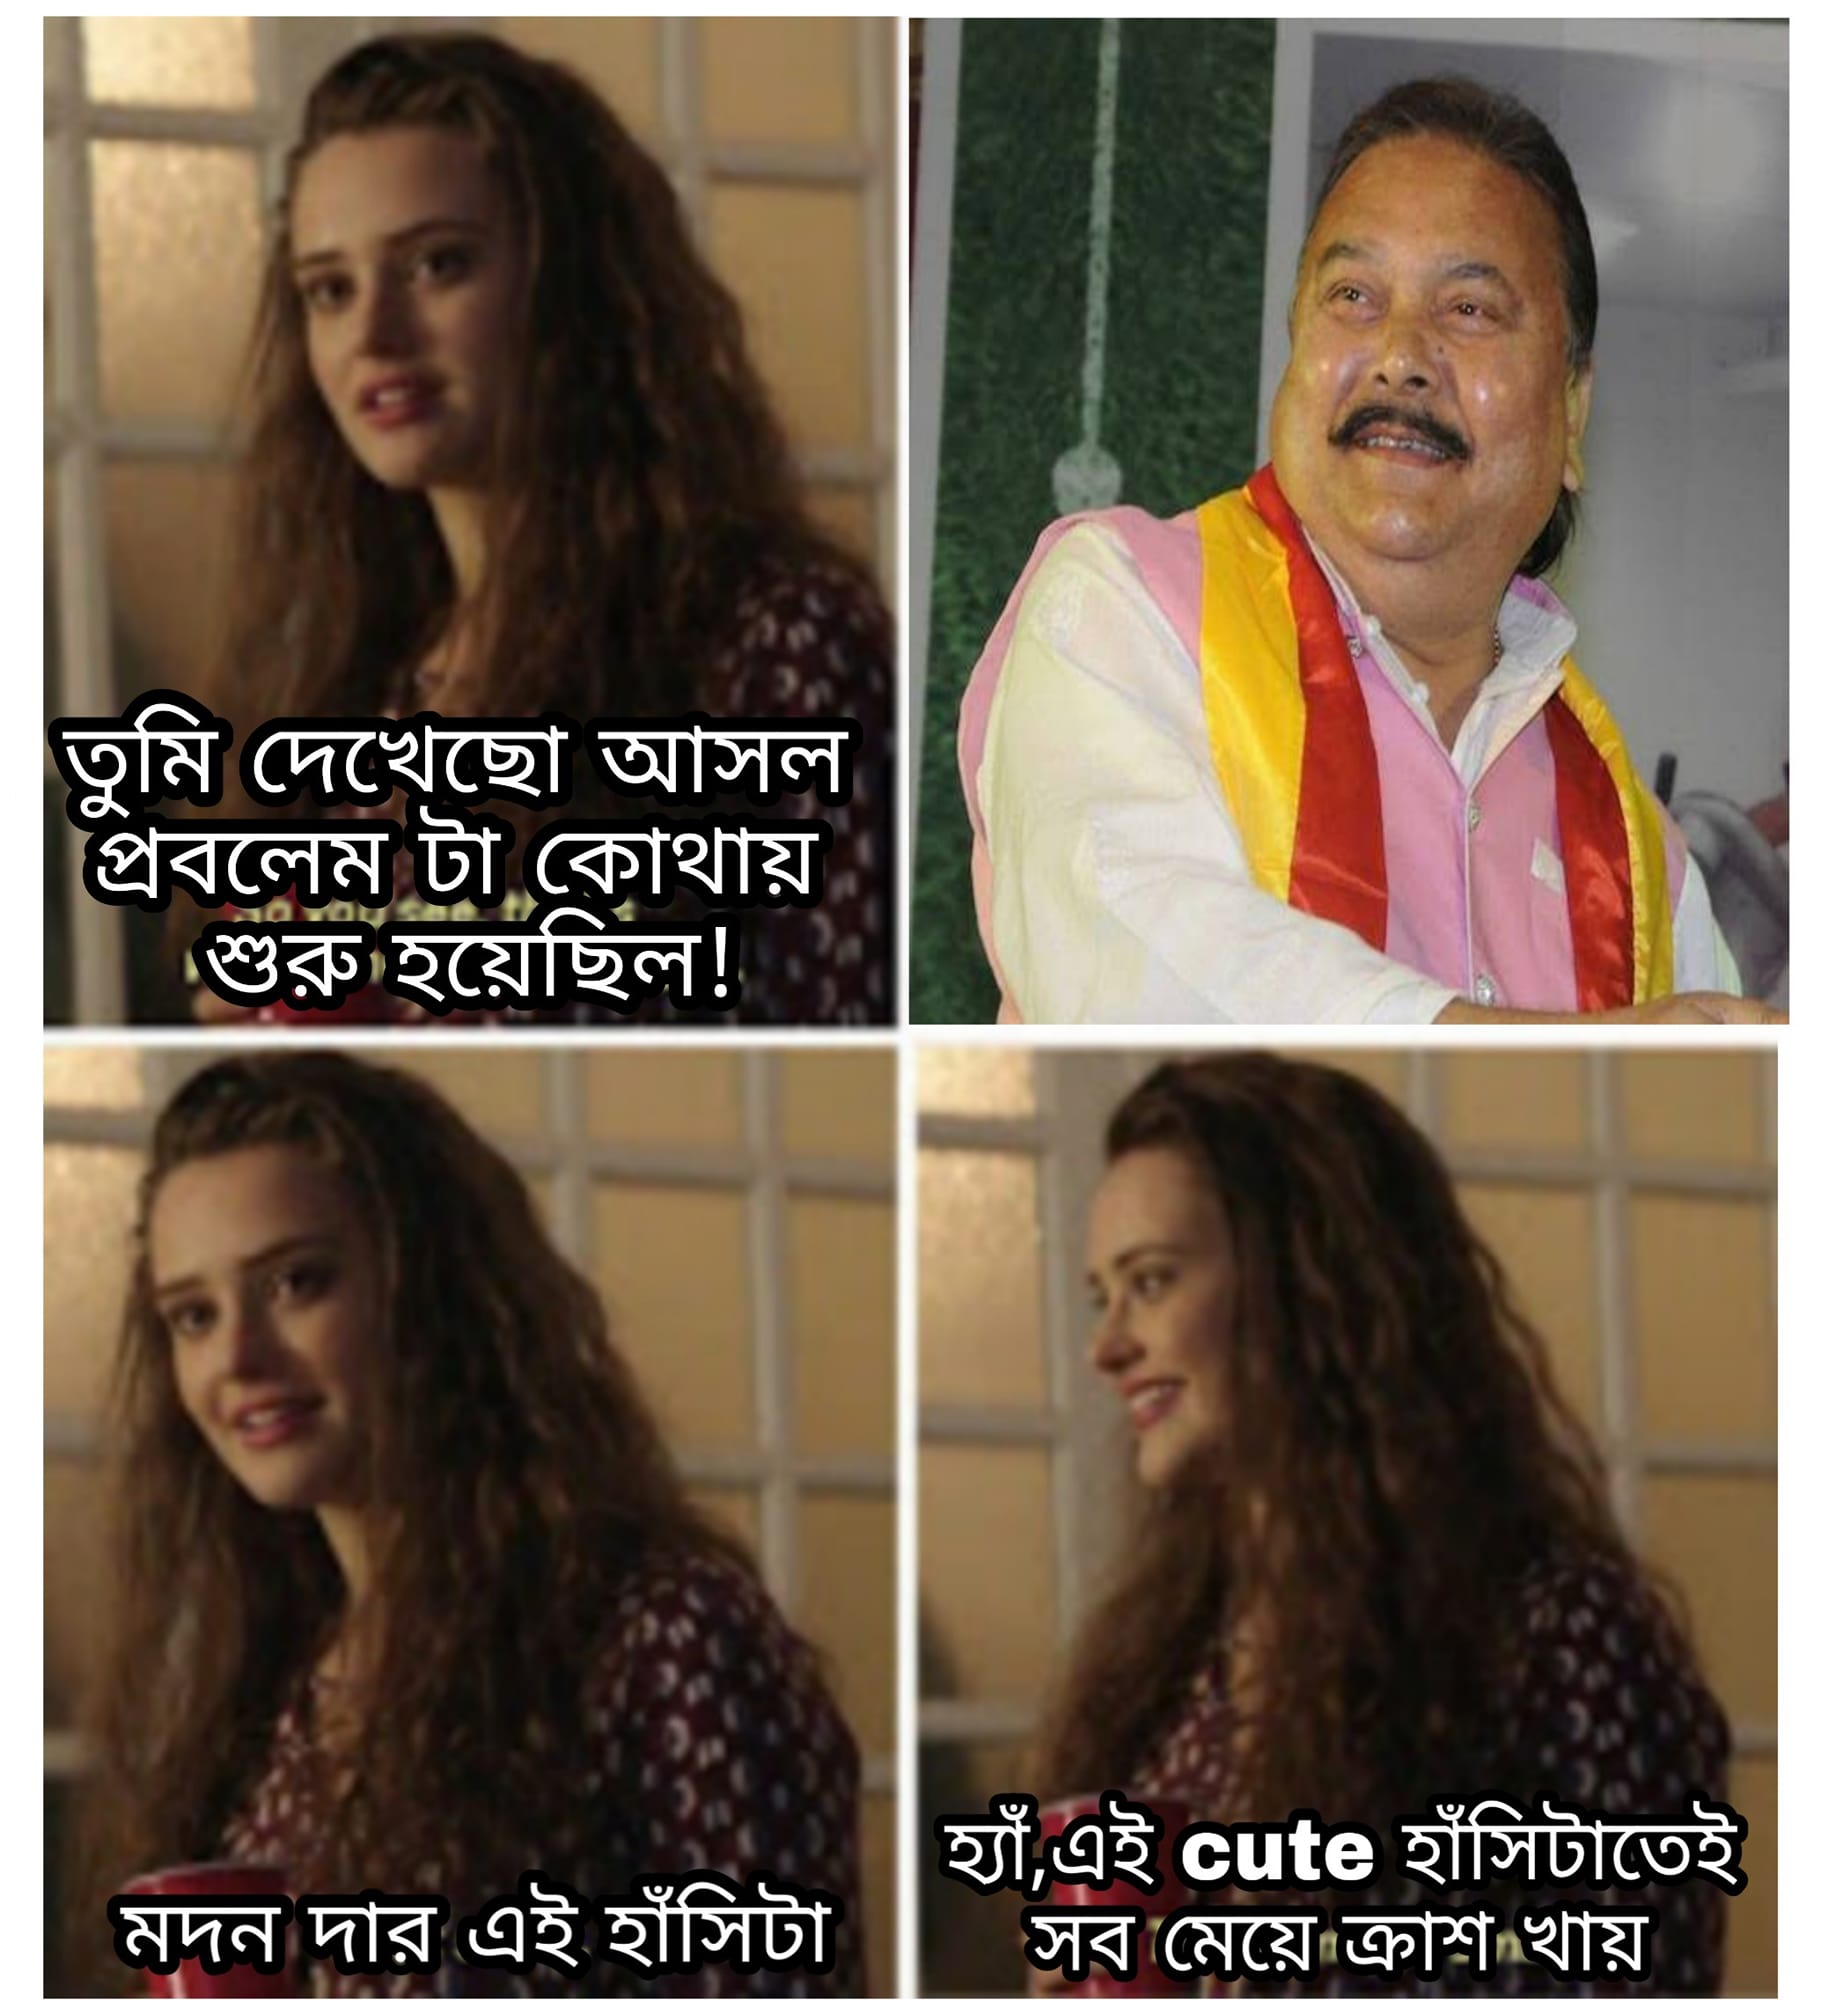 তুমি দেখেছো আসল
প্রবলেম টা কোথায়
শুরু হয়েছিল!
মদন দার এই হাঁসিটা
হ্যাঁ,এই cute হাঁসিটাতেই
সব মেয়ে ক্রাশ খায়